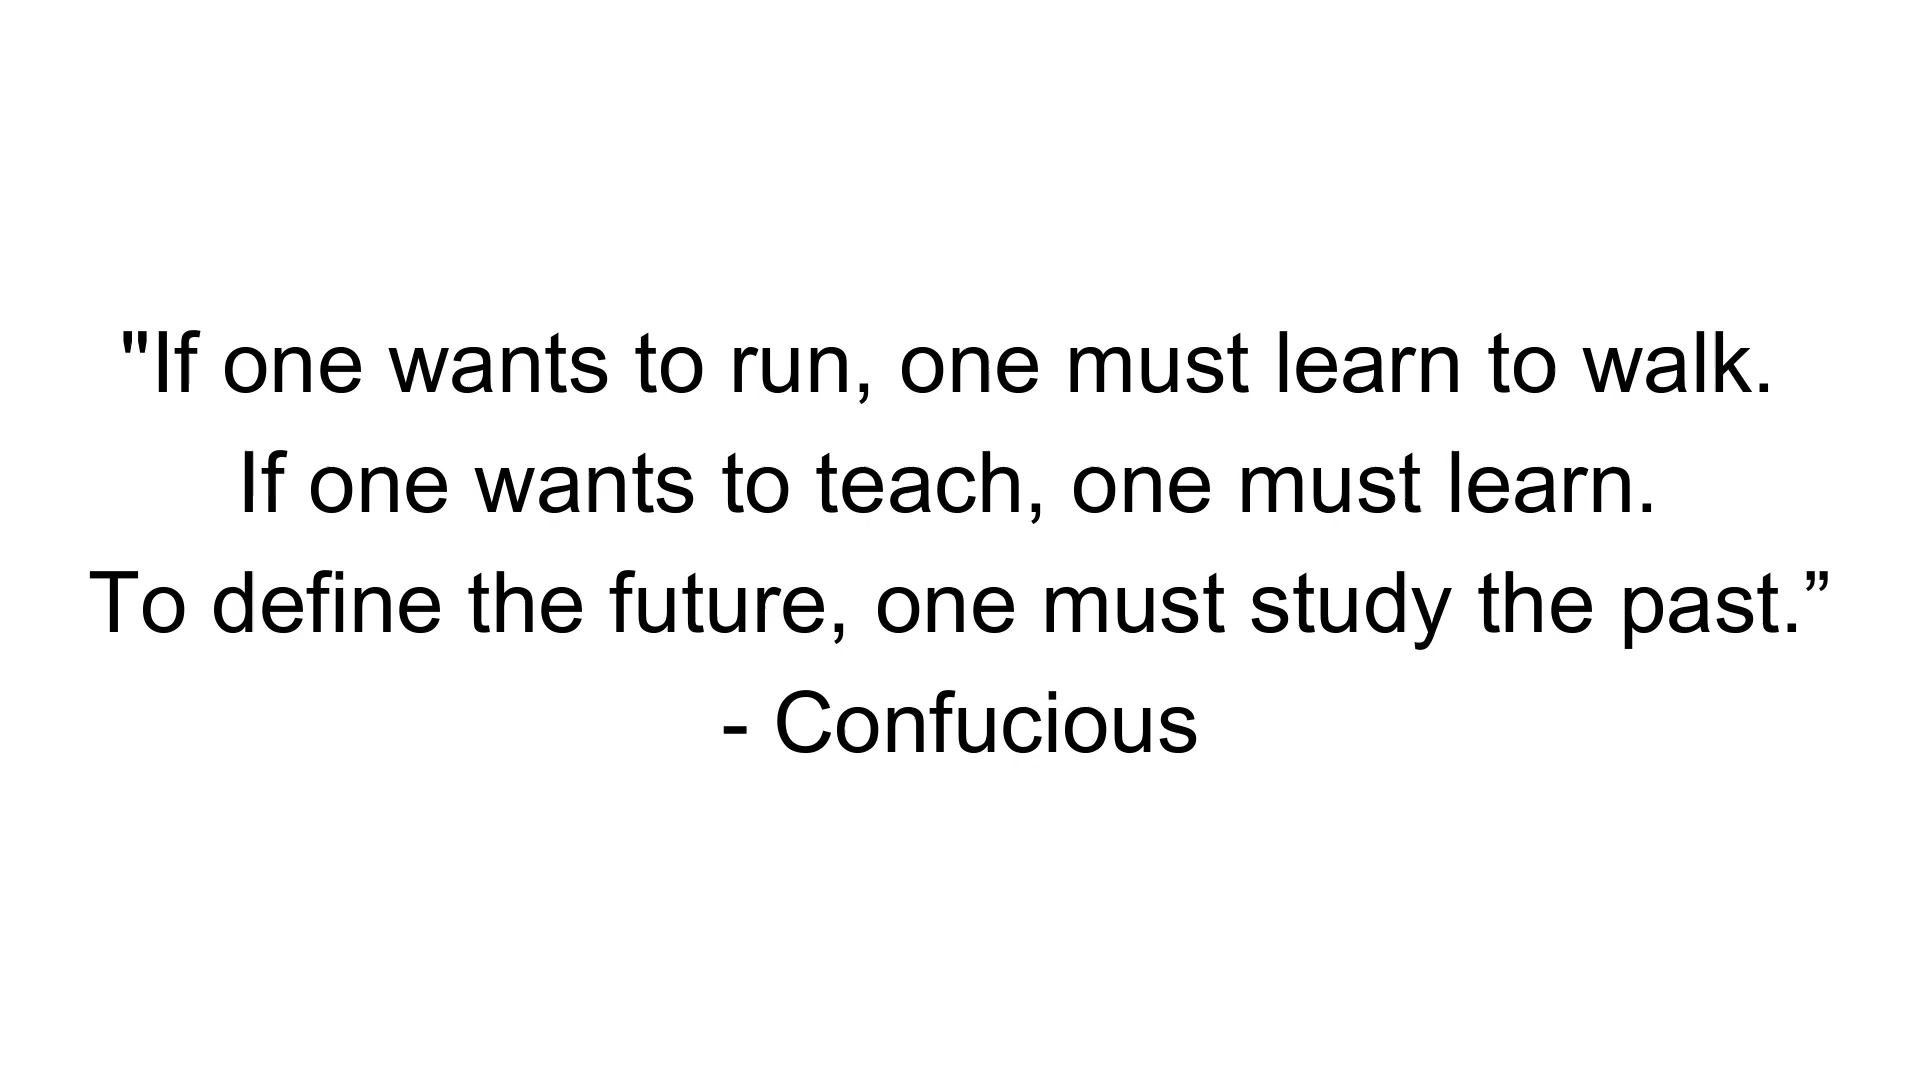 "If one wants to run, one must learn to walk.
If one wants to teach, one must learn.
To define the future, one must study the past.”
- Confucious